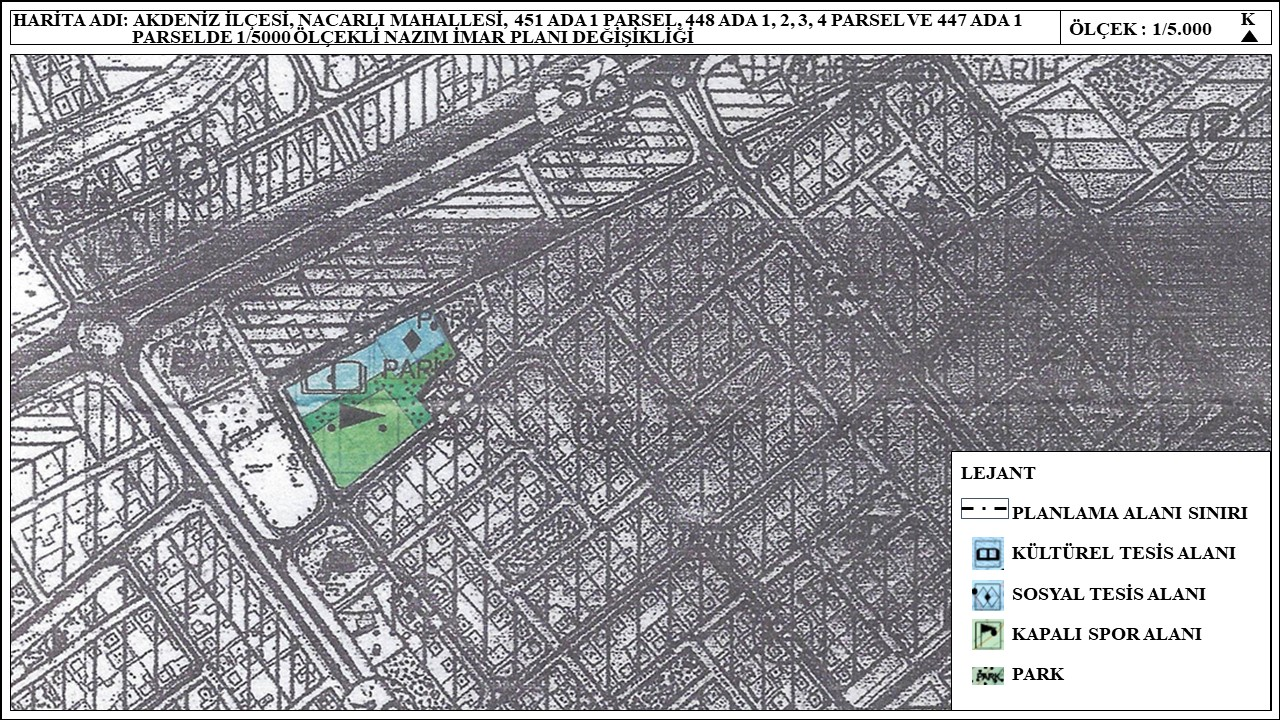 HARİTA ADI: AKDENİZ İLÇESİ, NACARLI MAHALLESİ, 451 ADA 1 PARSEL, 448 ADA 1, 2, 3, 4 PARSEL VE 447 ADA 1
PARSELDE 1/5000 ÖLÇEKLİ NAZIM İMAR PLANI DEĞİŞİKLİĞİ
ÖLÇEK : 1/5.000
K
TARİH
PARK
LEJANT
PLANLAMA ALANI SINIRI
KÜLTÜREL TESİS ALANI
SOSYAL TESİS ALANI
KAPALI SPOR ALANI
PARK
PARK